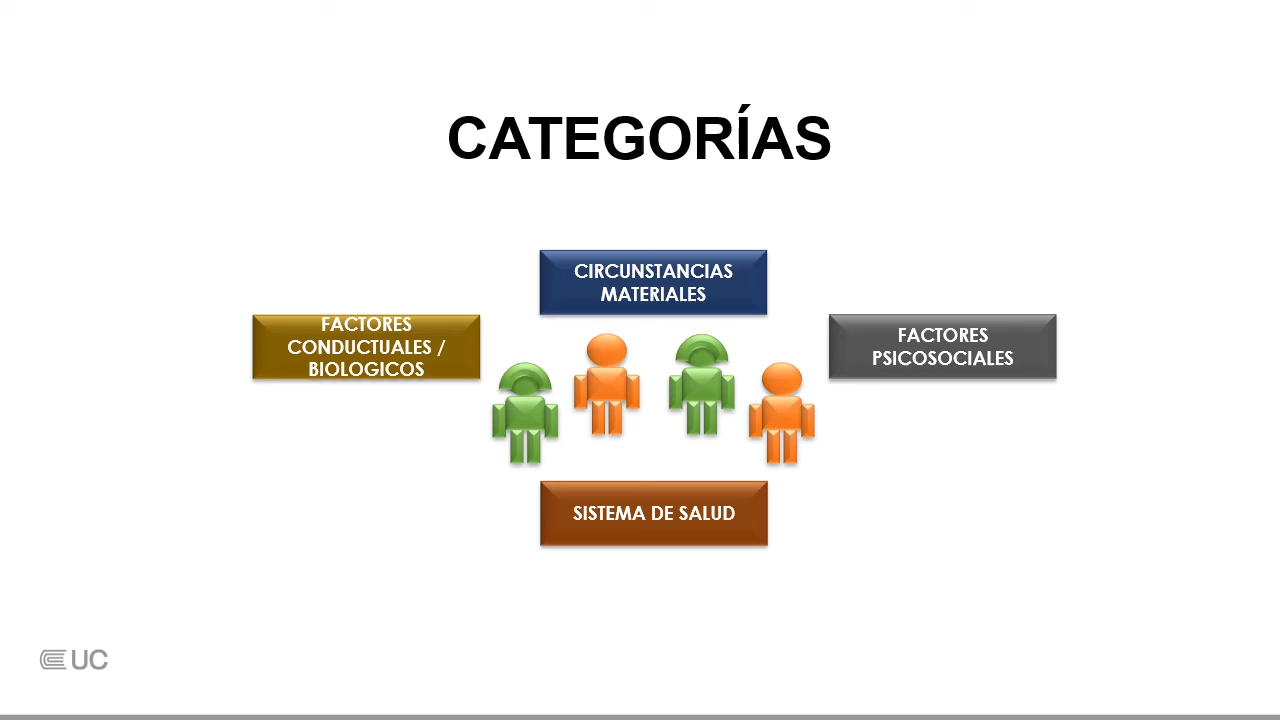 CATEGORÍAS
CIRCUNSTANCIAS
MATERIALES
FACTORES
CONDUCTUALES /
BIOLOGICOS
FACTORES
PSICOSOCIALES
SISTEMA DE SALUD
UC